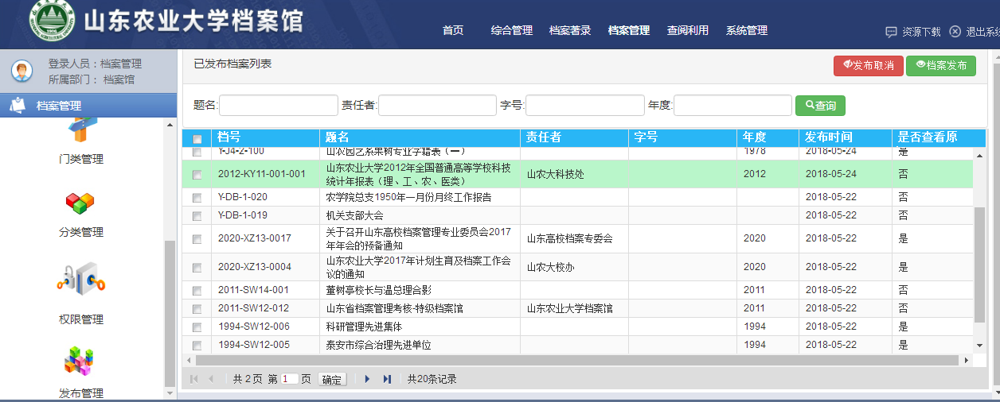 山东农业大学档案馆
首页 综合管理 档案著录 档案管理 查阅利用 系统管理
资源下载 退出系
登录人员：档案管理
所属部门： 档案馆
档案管理
门类管理
分类管理
权限管理
发布管理
已发布档案列表
发布取消 档案发布
题名: 责任者: 字号: 年度: 查询
档号 题名 责任者 字号 年度 发布时间 是否查看原
Y-J4-2-100 山农园艺系果树专业学籍表（一） 1978 2018-05-24 是
2012-KY11-001-001 山东农业大学2012年全国普通高等学校科技 山农大科技处 2012 2018-05-24 否
统计年报表（理、工、农、医类）
Y-DB-1-020 农学院总支1950年一月份月终工作报告 2018-05-22 否
Y-DB-1-019 机关支部大会 2018-05-22 否
2020-XZ13-0017 关于召开山东高校档案管理专业委员会2017 山东高校档案专委会 2020 2018-05-22 是
年年会的预备通知
2020-XZ13-0004 山东农业大学2017年计划生育及档案工作会 山农大校办 2020 2018-05-22 是
议的通知
2011-SW14-001 董树亭校长与温总理合影 2011 2018-05-22 否
2011-SW12-012 山东省档案管理考核-特级档案馆 山东农业大学档案馆 2011 2018-05-22 否
1994-SW12-006 科研管理先进集体 1994 2018-05-22 是
1994-SW12-005 泰安市综合治理先进单位 1994 2018-05-22 是
共 2 页 第 1 页 确定 共20条记录